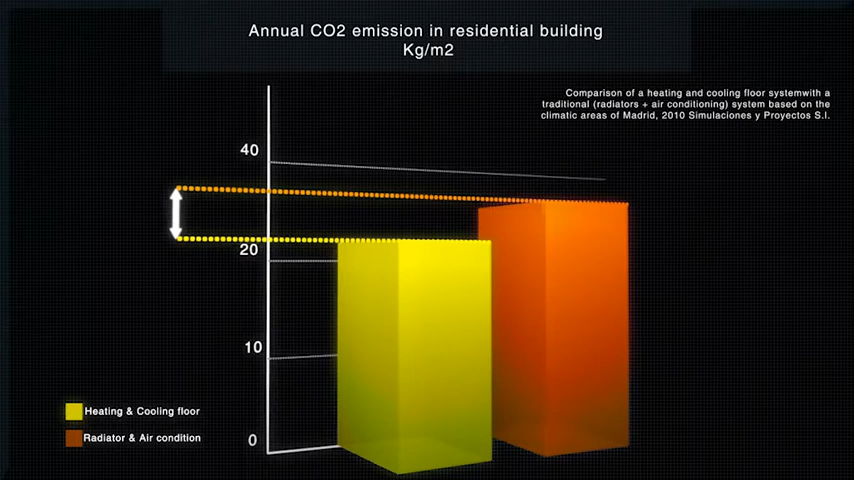 Annual CO2 emission in residential building
Kg/m2
Comparison of a heating and cooling floor systemwith a
traditional (radiators + air conditioning) system based on the
climatic areas of Madrid, 2010 Simulaciones y Proyectos S.l.
40
20
10
0
Heating & Cooling floor
Radiator & Air condition